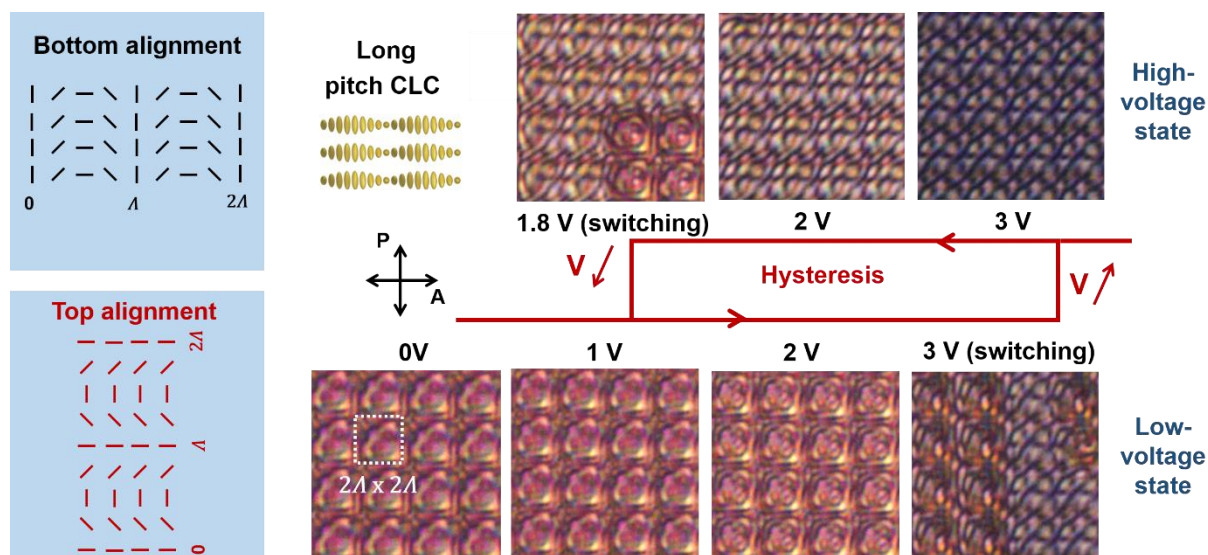 Bottom alignment
0
Λ
2Λ
Top alignment
2Λ
Λ
0
Long
pitch CLC
P
A
High-
voltage
state
1.8 V (switching)
2 V
3 V
V
Hysteresis
V
0V
1 V
2 V
3 V (switching)
2Λ x 2Λ
Low-
voltage
state